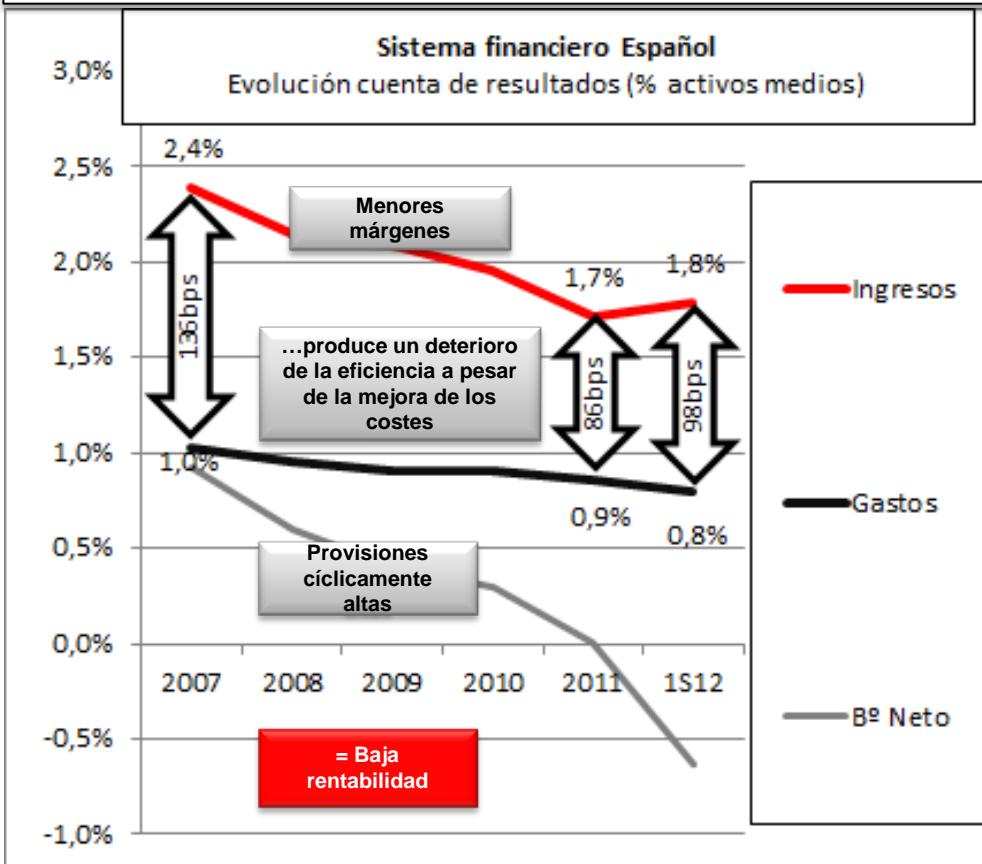 Sistema financiero Español
Evolución cuenta de resultados (% activos medios)
3,0%
2,5%
2,0%
1,5%
1,0%
0,5%
0,0%
-0,5%
-1,0%
2,4%
Menores
márgenes
1,7%
1,8%
136bps
86bps
98bps
…produce un deterioro
de la eficiencia a pesar
de la mejora de los
costes
1,0%
0,9%
0,8%
Provisiones
cíclicamente
altas
2007 2008 2009 2010 2011 1S12
= Baja
rentabilidad
Ingresos
Gastos
Bº Neto